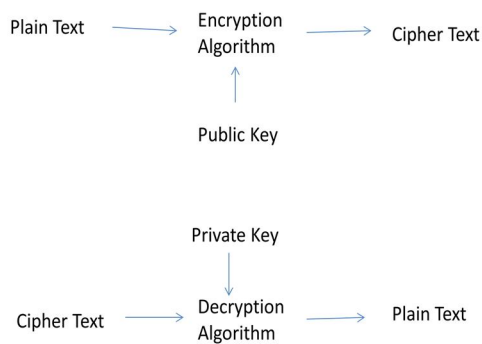 Plain Text
Encryption
Algorithm
Cipher Text
Public Key
Private Key
Cipher Text
Decryption
Algorithm
Plain Text